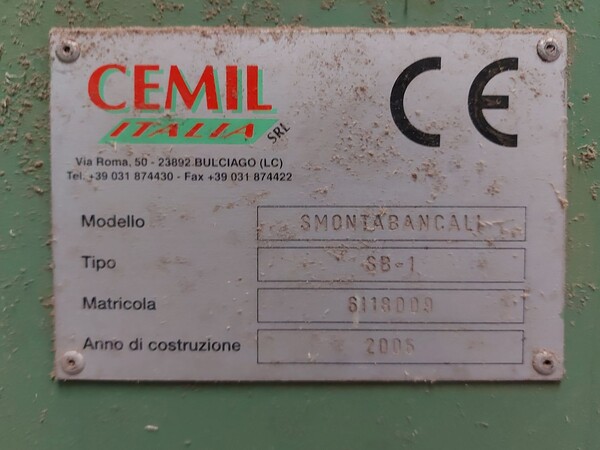 CEMIL
ITALIA SRL
CE
Via Roma, 50 - 23892 BULCIAGO (LC)
Tel. +39 031 874430 - Fax +39 031 874422
Modello SMONTABANCALI
Tipo SB-1
Matricola
Anno di costruzione